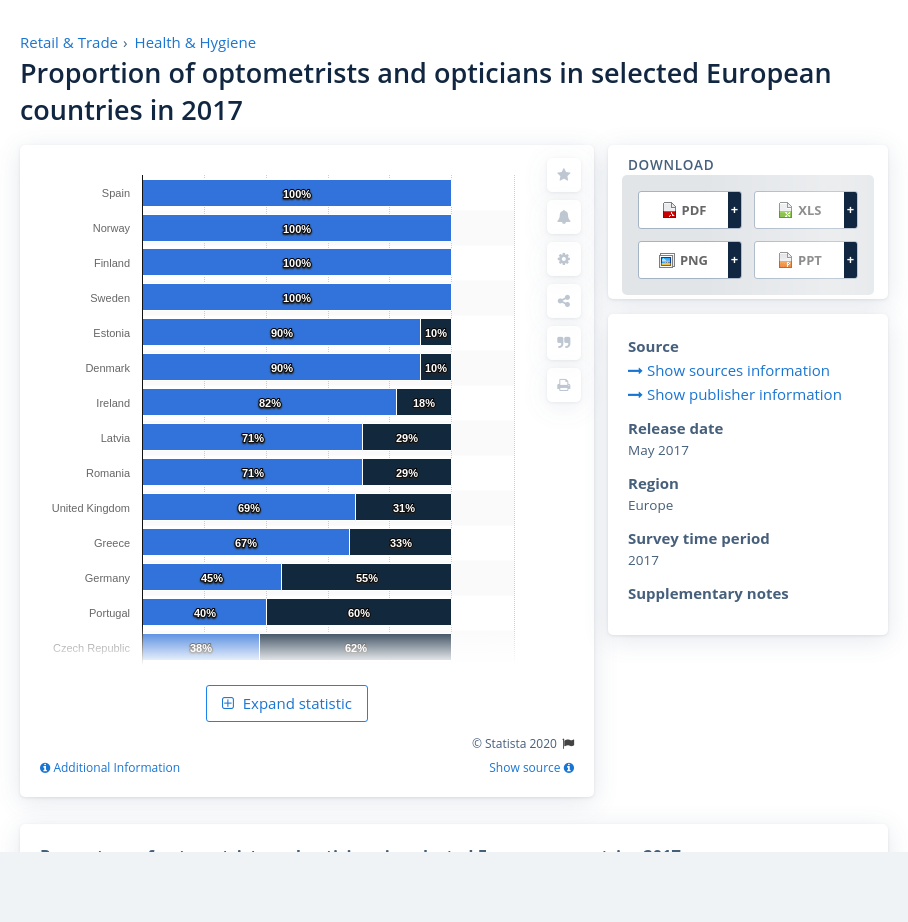 Retail & Trade › Health & Hygiene
Proportion of optometrists and opticians in selected European
countries in 2017
Spain 100%
Norway 100%
Finland 100%
Sweden 100%
Estonia 90% 10%
Denmark 90% 10%
Ireland 82% 18%
Latvia 71% 29%
Romania 71% 29%
United Kingdom 69% 31%
Greece 67% 33%
Germany 45% 55%
Portugal 40% 60%
Czech Republic 38% 62%
Expand statistic
© Statista 2020
Additional Information
Show source
DOWNLOAD
PDF + XLS +
PNG + PPT +
Source
Show sources information
Show publisher information
Release date
May 2017
Region
Europe
Survey time period
2017
Supplementary notes